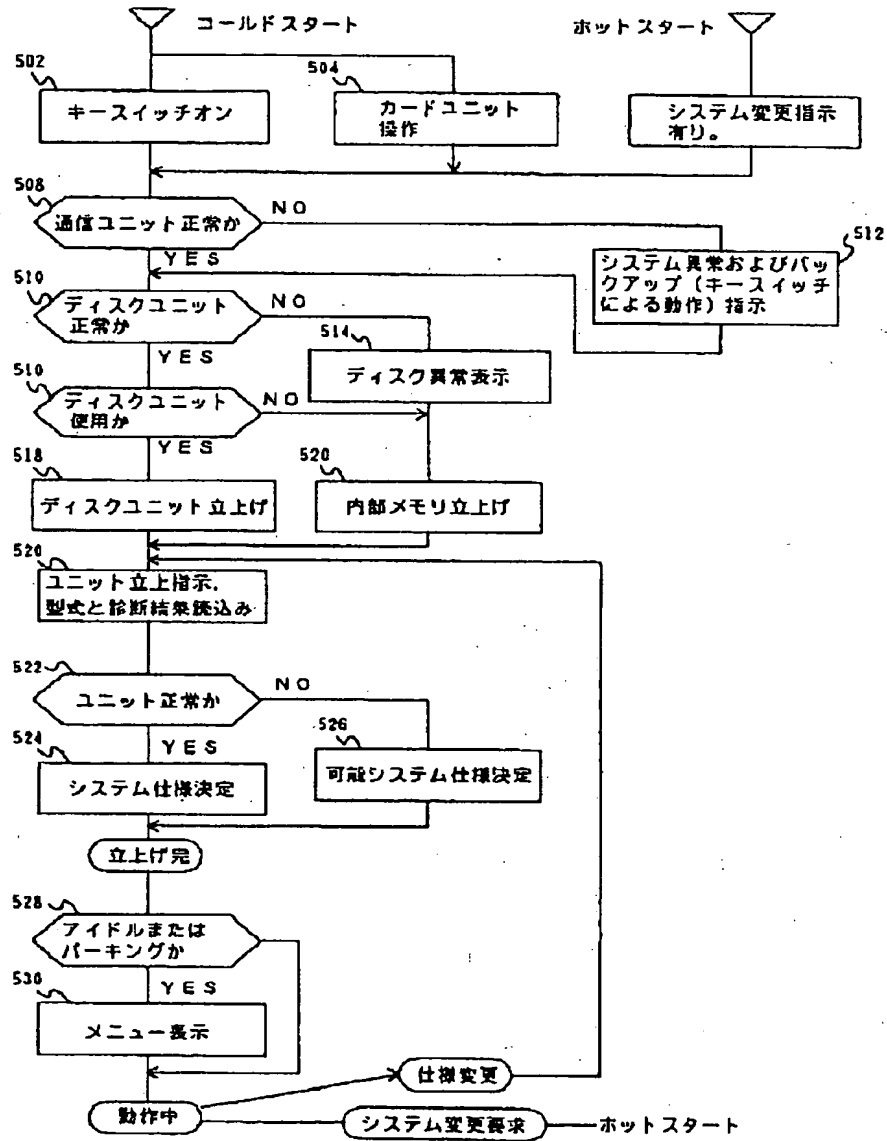 コールドスタート
ホットスタート
502
キースイッチオン
504
カードユニット
操作
システム変更指示
有り。
508
通信ユニット正常か
NO
YES
512
システム異常およびバック
アップ（キースイッチ
による動作）指示
510
ディスクユニット
正常か
NO
YES
514
ディスク異常表示
510
ディスクユニット
使用か
NO
YES
518
ディスクユニット立上げ
520
内部メモリ立上げ
520
ユニット立上指示,
型式と診断結果読込み
522
ユニット正常か
NO
YES
524
システム仕様決定
526
可能システム仕様決定
立上げ完
528
アイドルまたは
パーキングか
YES
530
メニュー表示
仕様変更
動作中
システム変更要求
ホットスタート